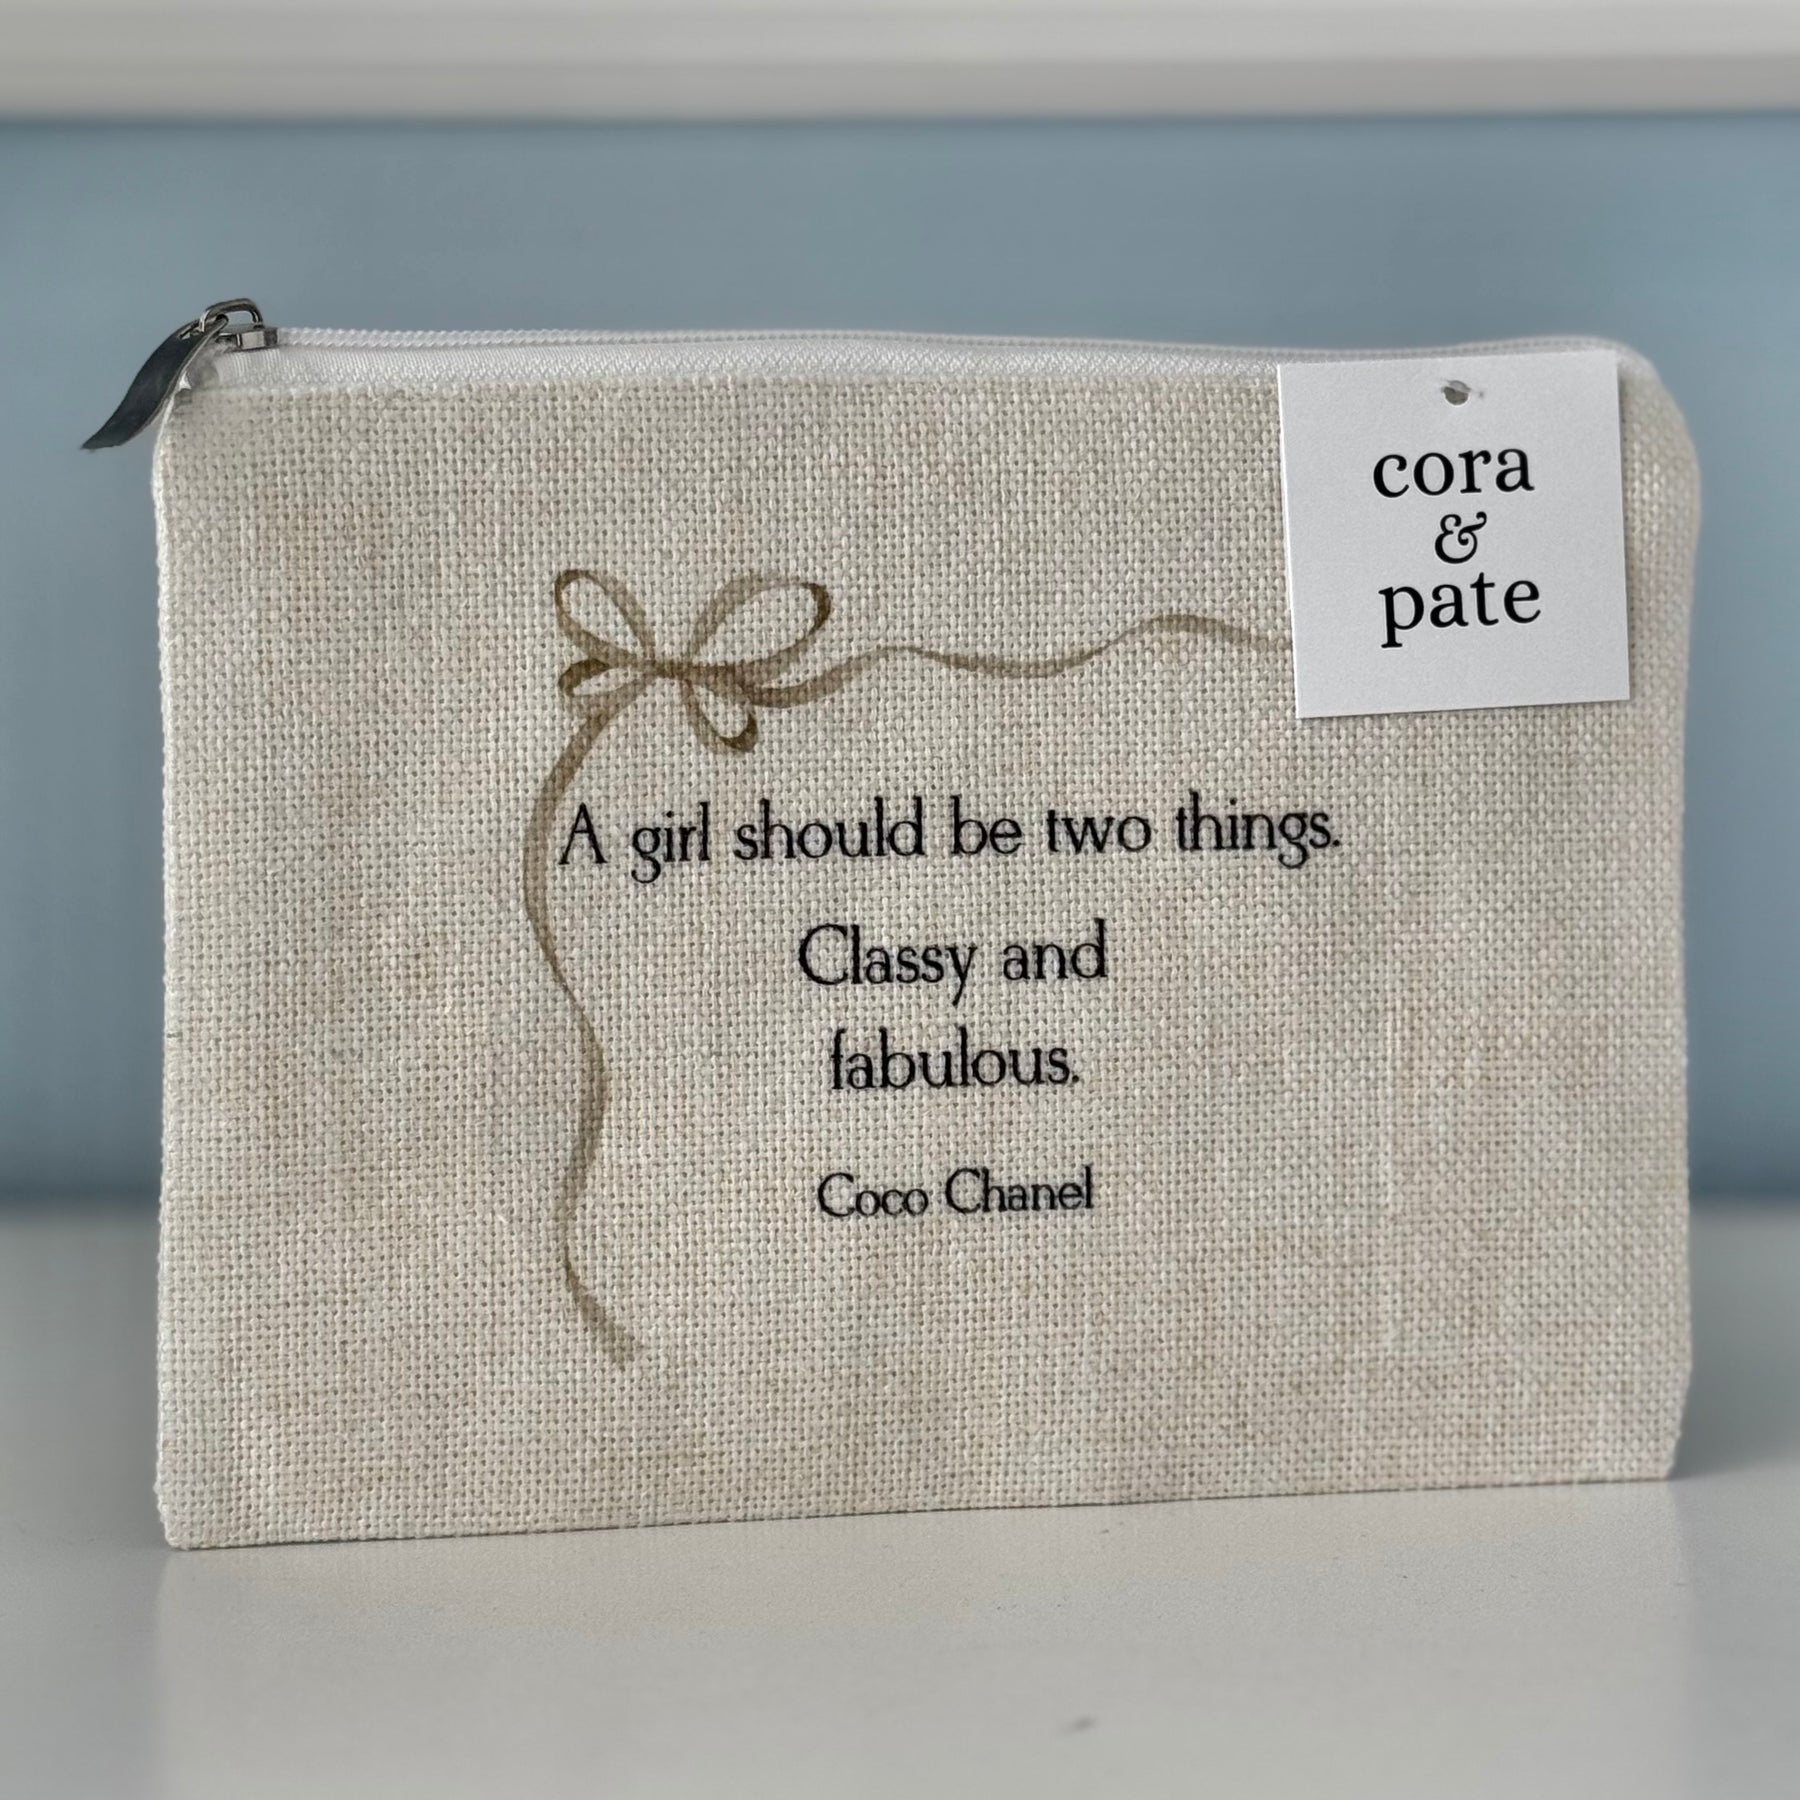 cora
&
pate
A girl should be two things.
Classy and
fabulous.
Coco Chanel